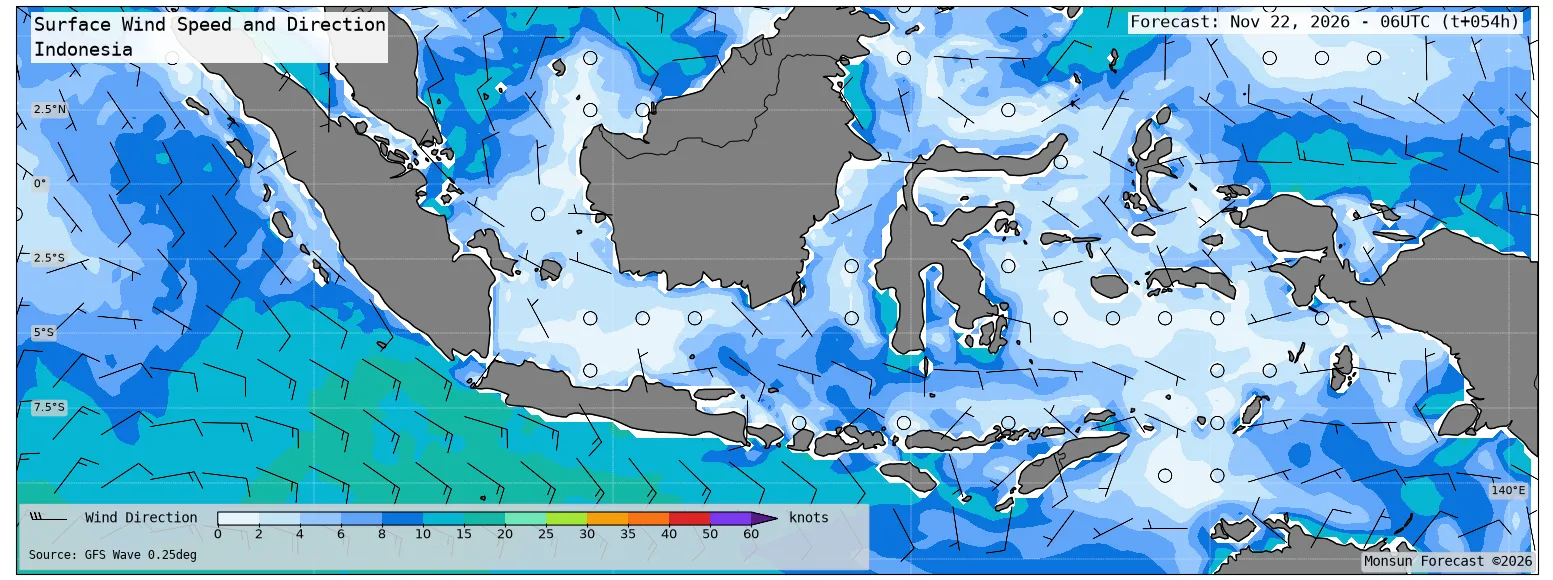 Surface Wind Speed and Direction
Indonesia
Forecast: Nov 22, 2026 - 06UTC (t+054h)
2.5°N
0°
2.5°S
5°S
7.5°S
140°E
Wind Direction
0 2 4 6 8 10 15 20 25 30 35 40 50 60
knots
Source: GFS Wave 0.25deg
Monsun Forecast ©2026